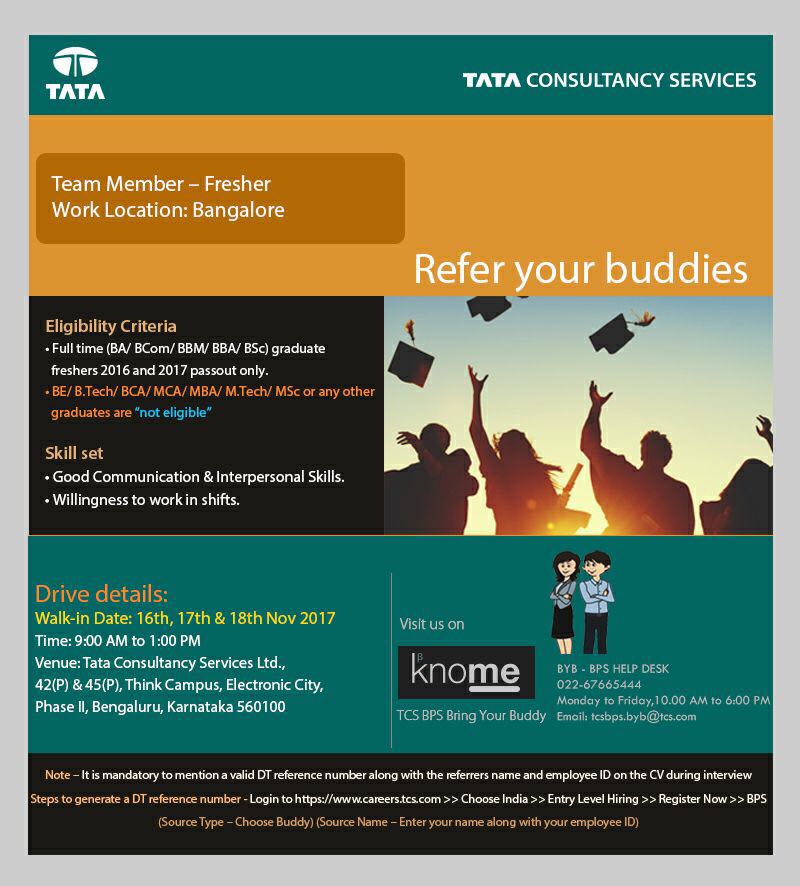 TATA
TATA CONSULTANCY SERVICES
Team Member – Fresher
Work Location: Bangalore
Refer your buddies
Eligibility Criteria
• Full time (BA/ BCom/ BBM/ BBA/ BSc) graduate
freshers 2016 and 2017 passout only.
• BE/ B.Tech/ BCA/ MCA/ MBA/ M.Tech/ MSc or any other
graduates are “not eligible”
Skill set
• Good Communication & Interpersonal Skills.
• Willingness to work in shifts.
Drive details:
Walk-in Date: 16th, 17th & 18th Nov 2017
Time: 9:00 AM to 1:00 PM
Venue: Tata Consultancy Services Ltd.,
42(P) & 45(P), Think Campus, Electronic City,
Phase II, Bengaluru, Karnataka 560100
Visit us on
β
knome
TCS BPS Bring Your Buddy
BYB - BPS HELP DESK
022-67665444
Monday to Friday,10.00 AM to 6:00 PM
Email: tcsbps.byb@tcs.com
Note – It is mandatory to mention a valid DT reference number along with the referrers name and employee ID on the CV during interview
Steps to generate a DT reference number - Login to https://www.careers.tcs.com >> Choose India >> Entry Level Hiring >> Register Now >> BPS
(Source Type – Choose Buddy) (Source Name – Enter your name along with your employee ID)